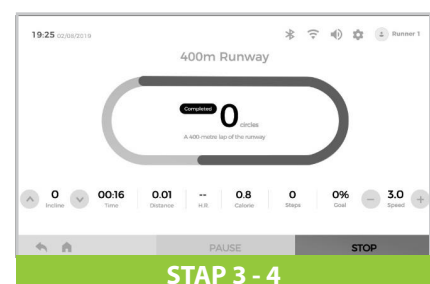 19:25 02/08/2019
Runner 1
400m Runway
Completed
0 circles
A 400-metre lap of the runway
0 00:16 0.01 -- 0.8 0 0% 3.0
Incline Time Distance H.R. Calorie Steps Goal Speed
PAUSE STOP
STAP 3 - 4